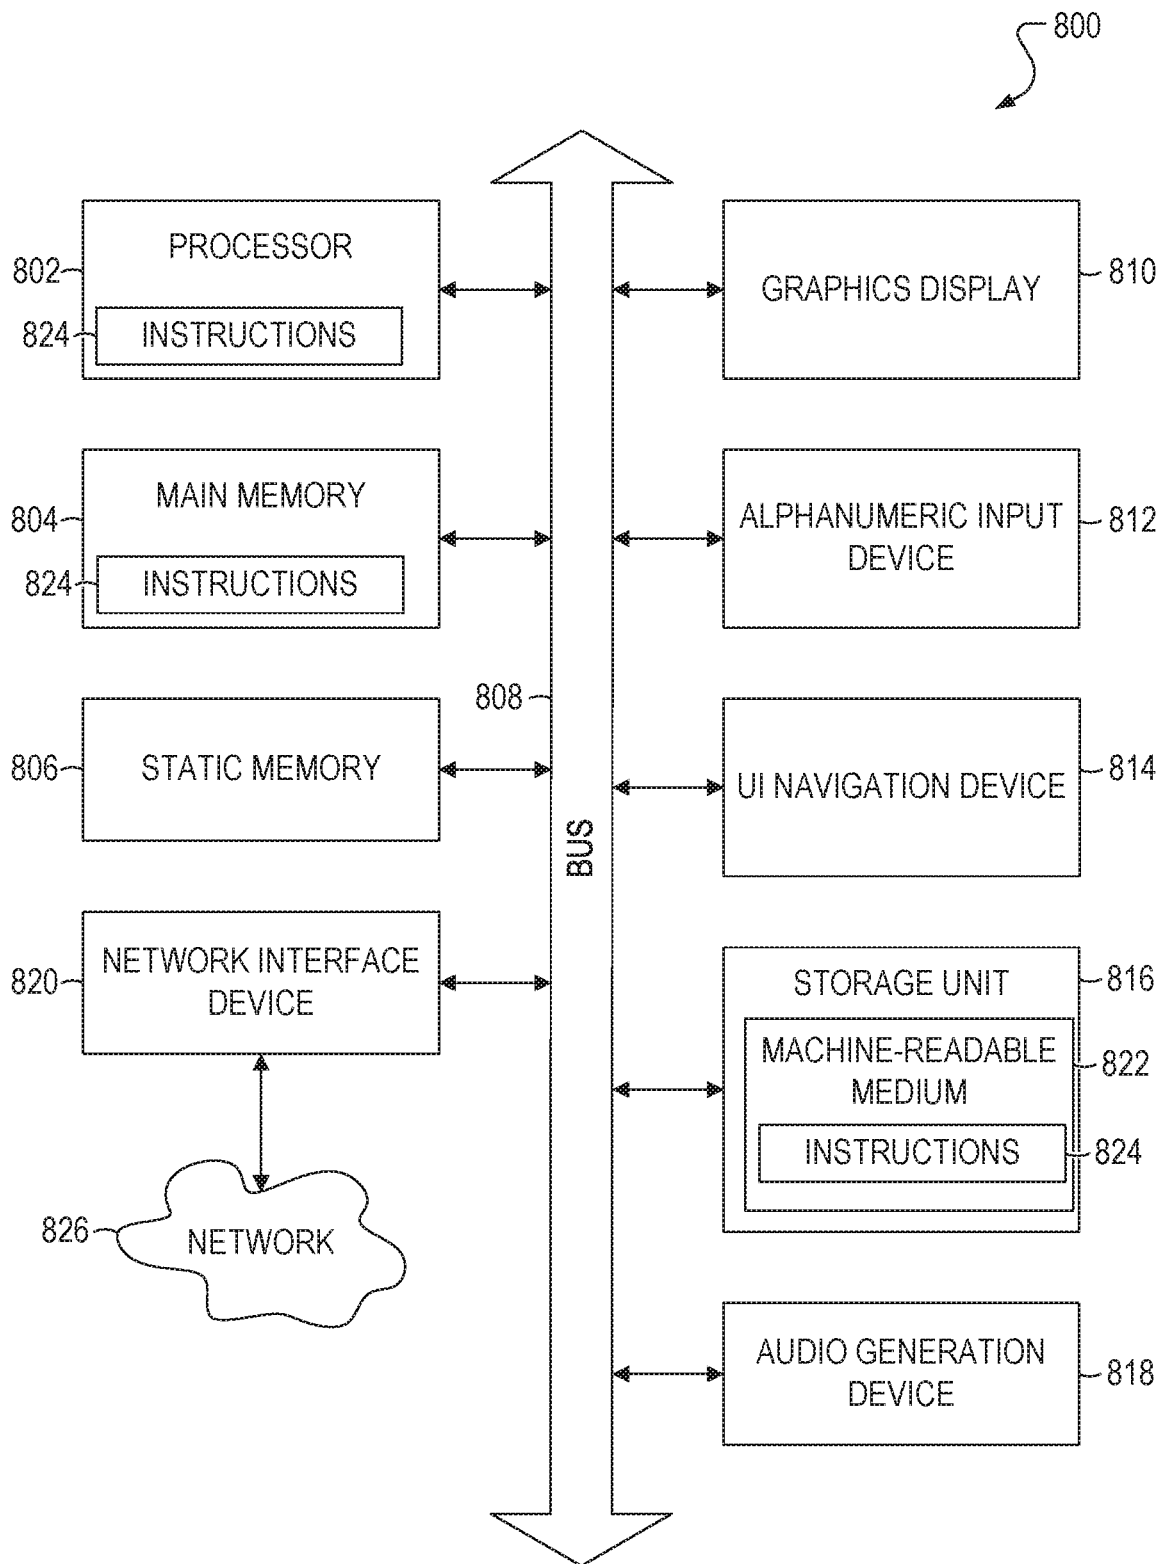 800
PROCESSOR
802
824
INSTRUCTIONS
GRAPHICS DISPLAY
810
MAIN MEMORY
804
824
INSTRUCTIONS
ALPHANUMERIC INPUT
DEVICE
812
808
STATIC MEMORY
806
UI NAVIGATION DEVICE
814
BUS
NETWORK INTERFACE
DEVICE
820
STORAGE UNIT
816
MACHINE-READABLE
MEDIUM
822
INSTRUCTIONS
824
826
NETWORK
AUDIO GENERATION
DEVICE
818